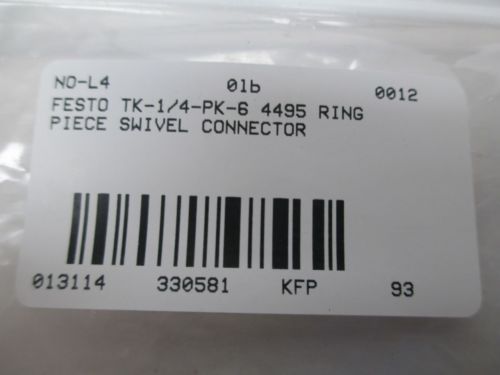 NO-L4 01b 0012
FESTO TK-1/4-PK-6 4495 RING
PIECE SWIVEL CONNECTOR
013114 330581 KFP 93